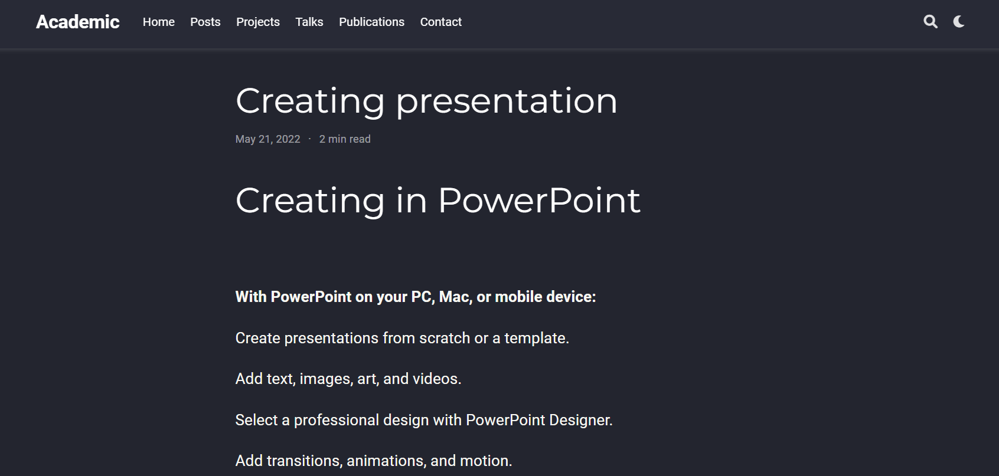 Academic Home Posts Projects Talks Publications Contact
Creating presentation
May 21, 2022 · 2 min read
Creating in PowerPoint
With PowerPoint on your PC, Mac, or mobile device:
Create presentations from scratch or a template.
Add text, images, art, and videos.
Select a professional design with PowerPoint Designer.
Add transitions, animations, and motion.